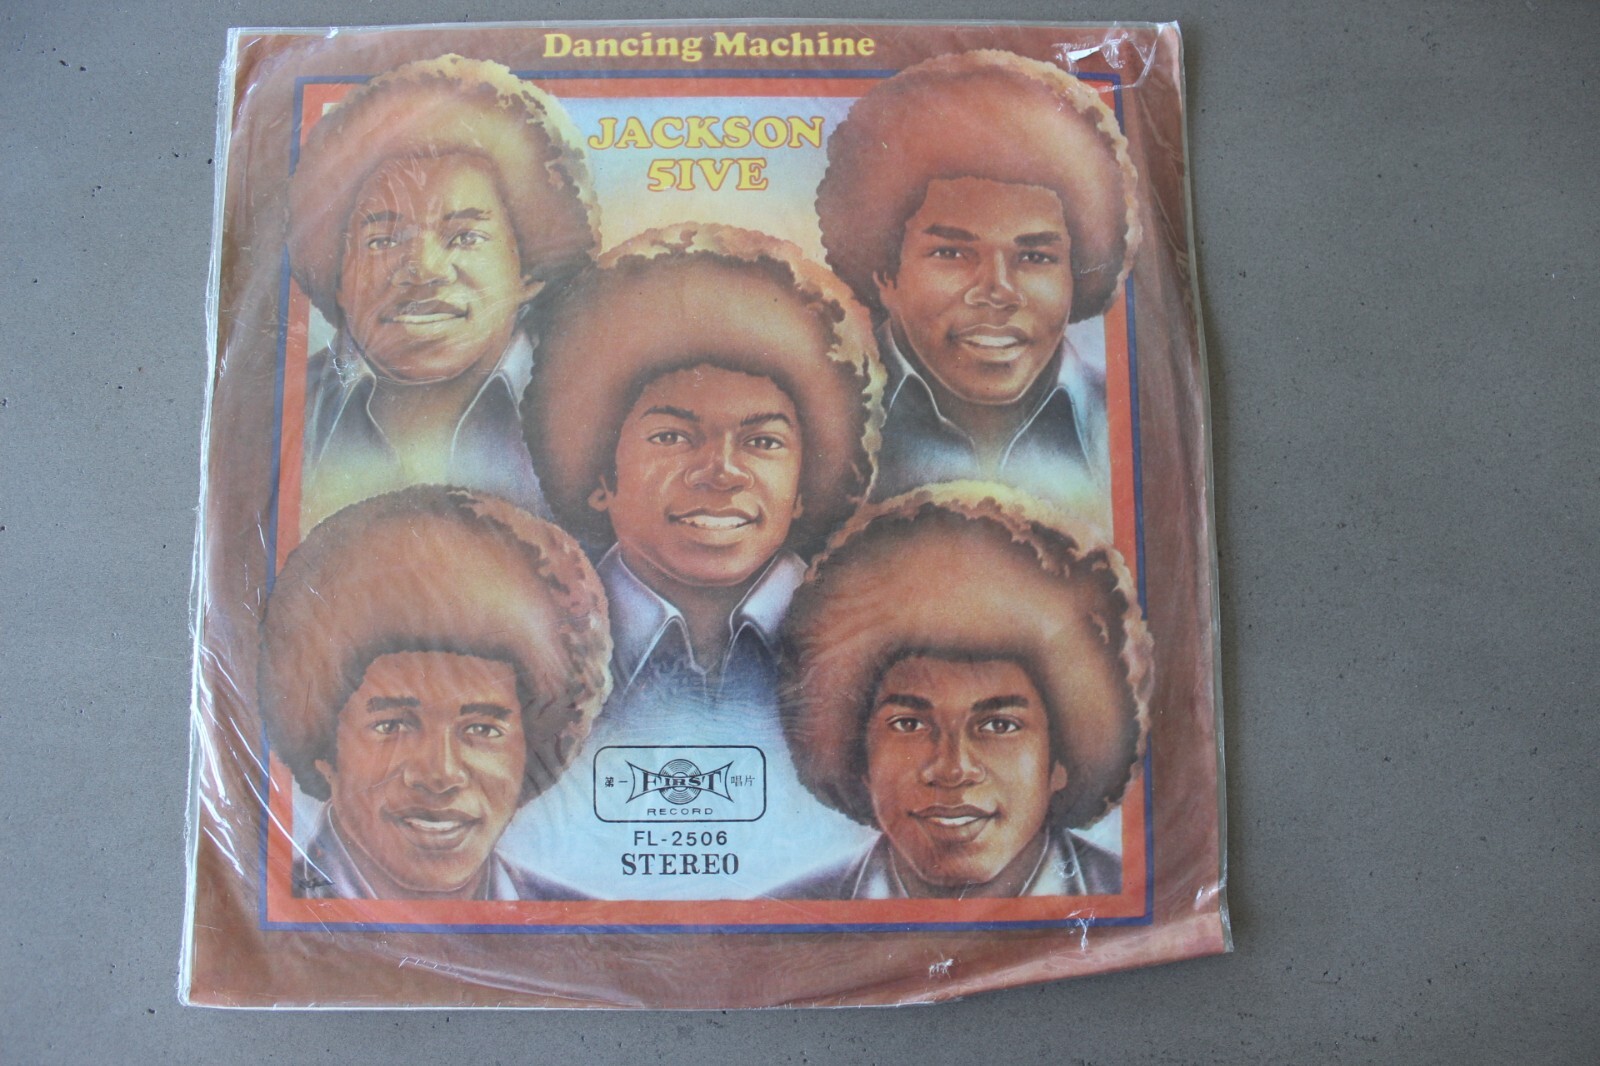 Dancing Machine
JACKSON
5IVE
第一 FIRST 唱片
RECORD
FL-2506
STEREO